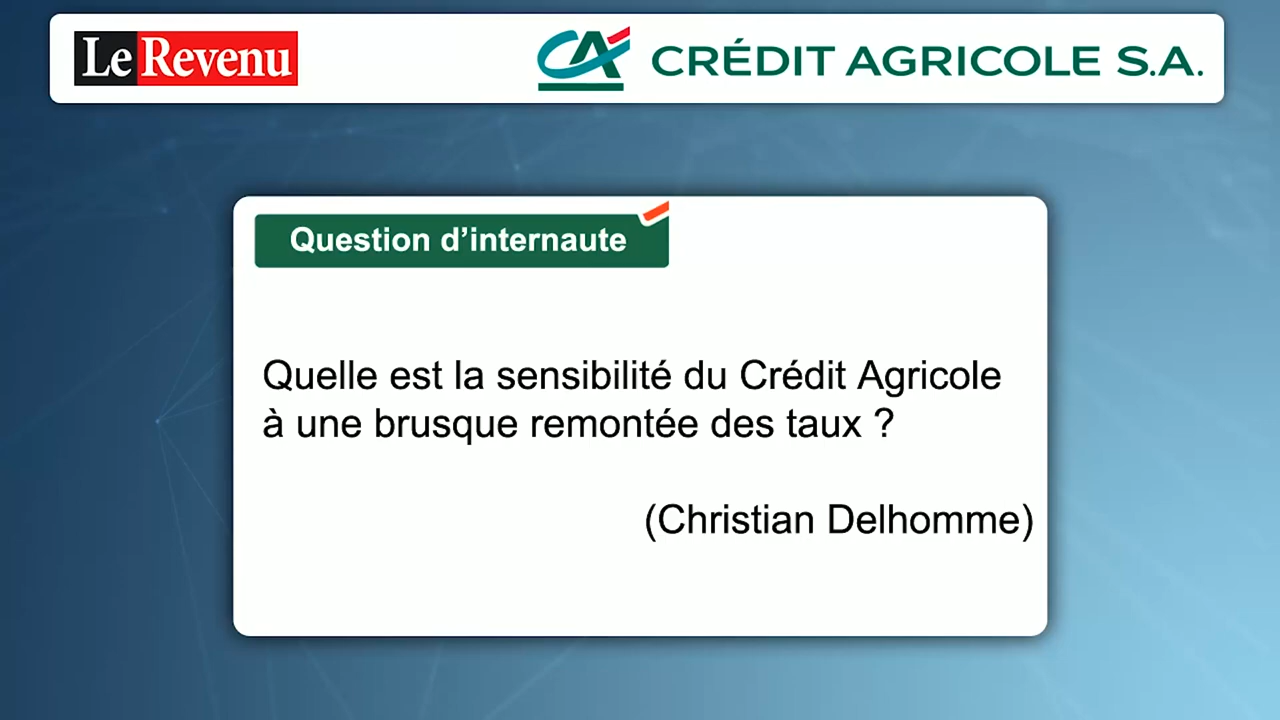 Le Revenu
CRÉDIT AGRICOLE S.A.
Question d’internaute
Quelle est la sensibilité du Crédit Agricole
à une brusque remontée des taux ?
(Christian Delhomme)